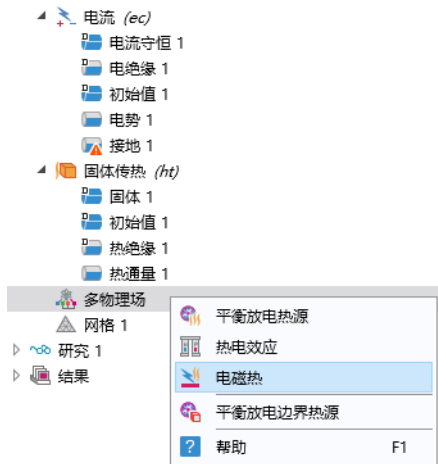 电流 (ec)
电流守恒 1
电绝缘 1
初始值 1
电势 1
接地 1
固体传热 (ht)
固体 1
初始值 1
热绝缘 1
热通量 1
多物理场
网格 1
研究 1
结果
平衡放电热源
热电效应
电磁热
平衡放电边界热源
帮助 F1